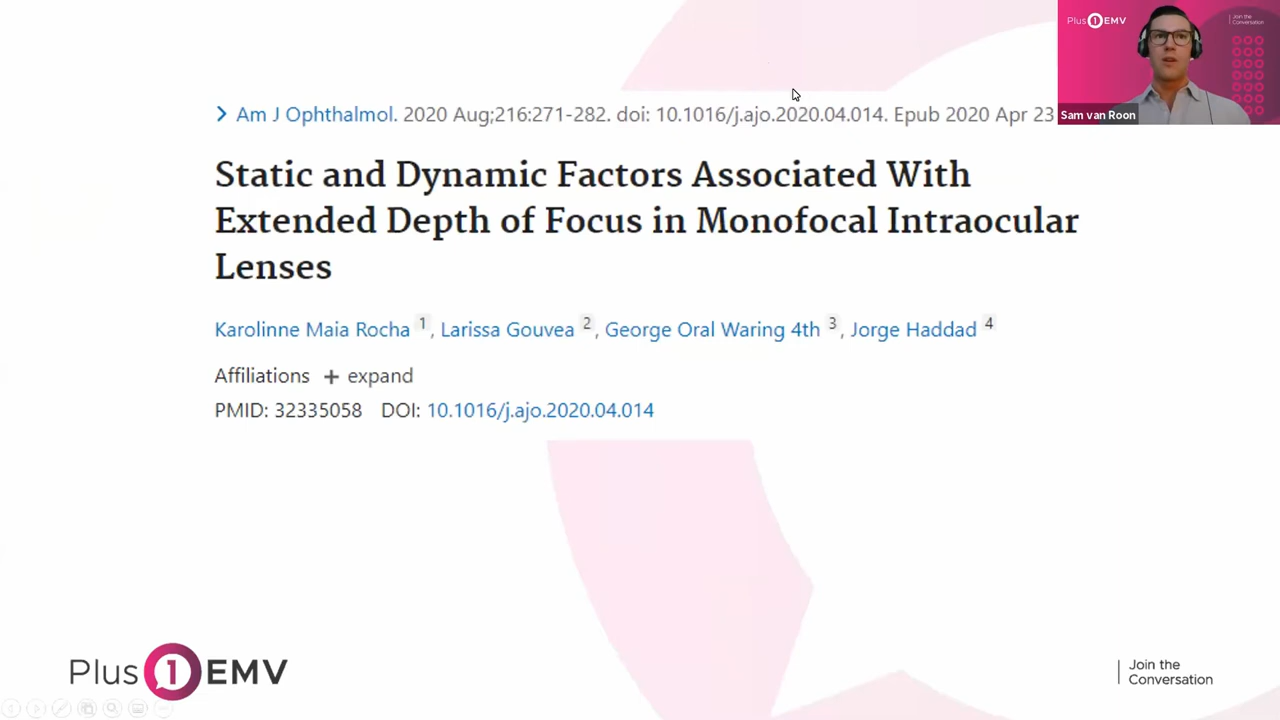 Plus 1 EMV
Join the
Conversation
Sam van Roon
Am J Ophthalmol. 2020 Aug;216:271-282. doi: 10.1016/j.ajo.2020.04.014. Epub 2020 Apr 23
Static and Dynamic Factors Associated With
Extended Depth of Focus in Monofocal Intraocular
Lenses
Karolinne Maia Rocha 1, Larissa Gouvea 2, George Oral Waring 4th 3, Jorge Haddad 4
Affiliations + expand
PMID: 32335058 DOI: 10.1016/j.ajo.2020.04.014
Plus 1 EMV
Join the
Conversation